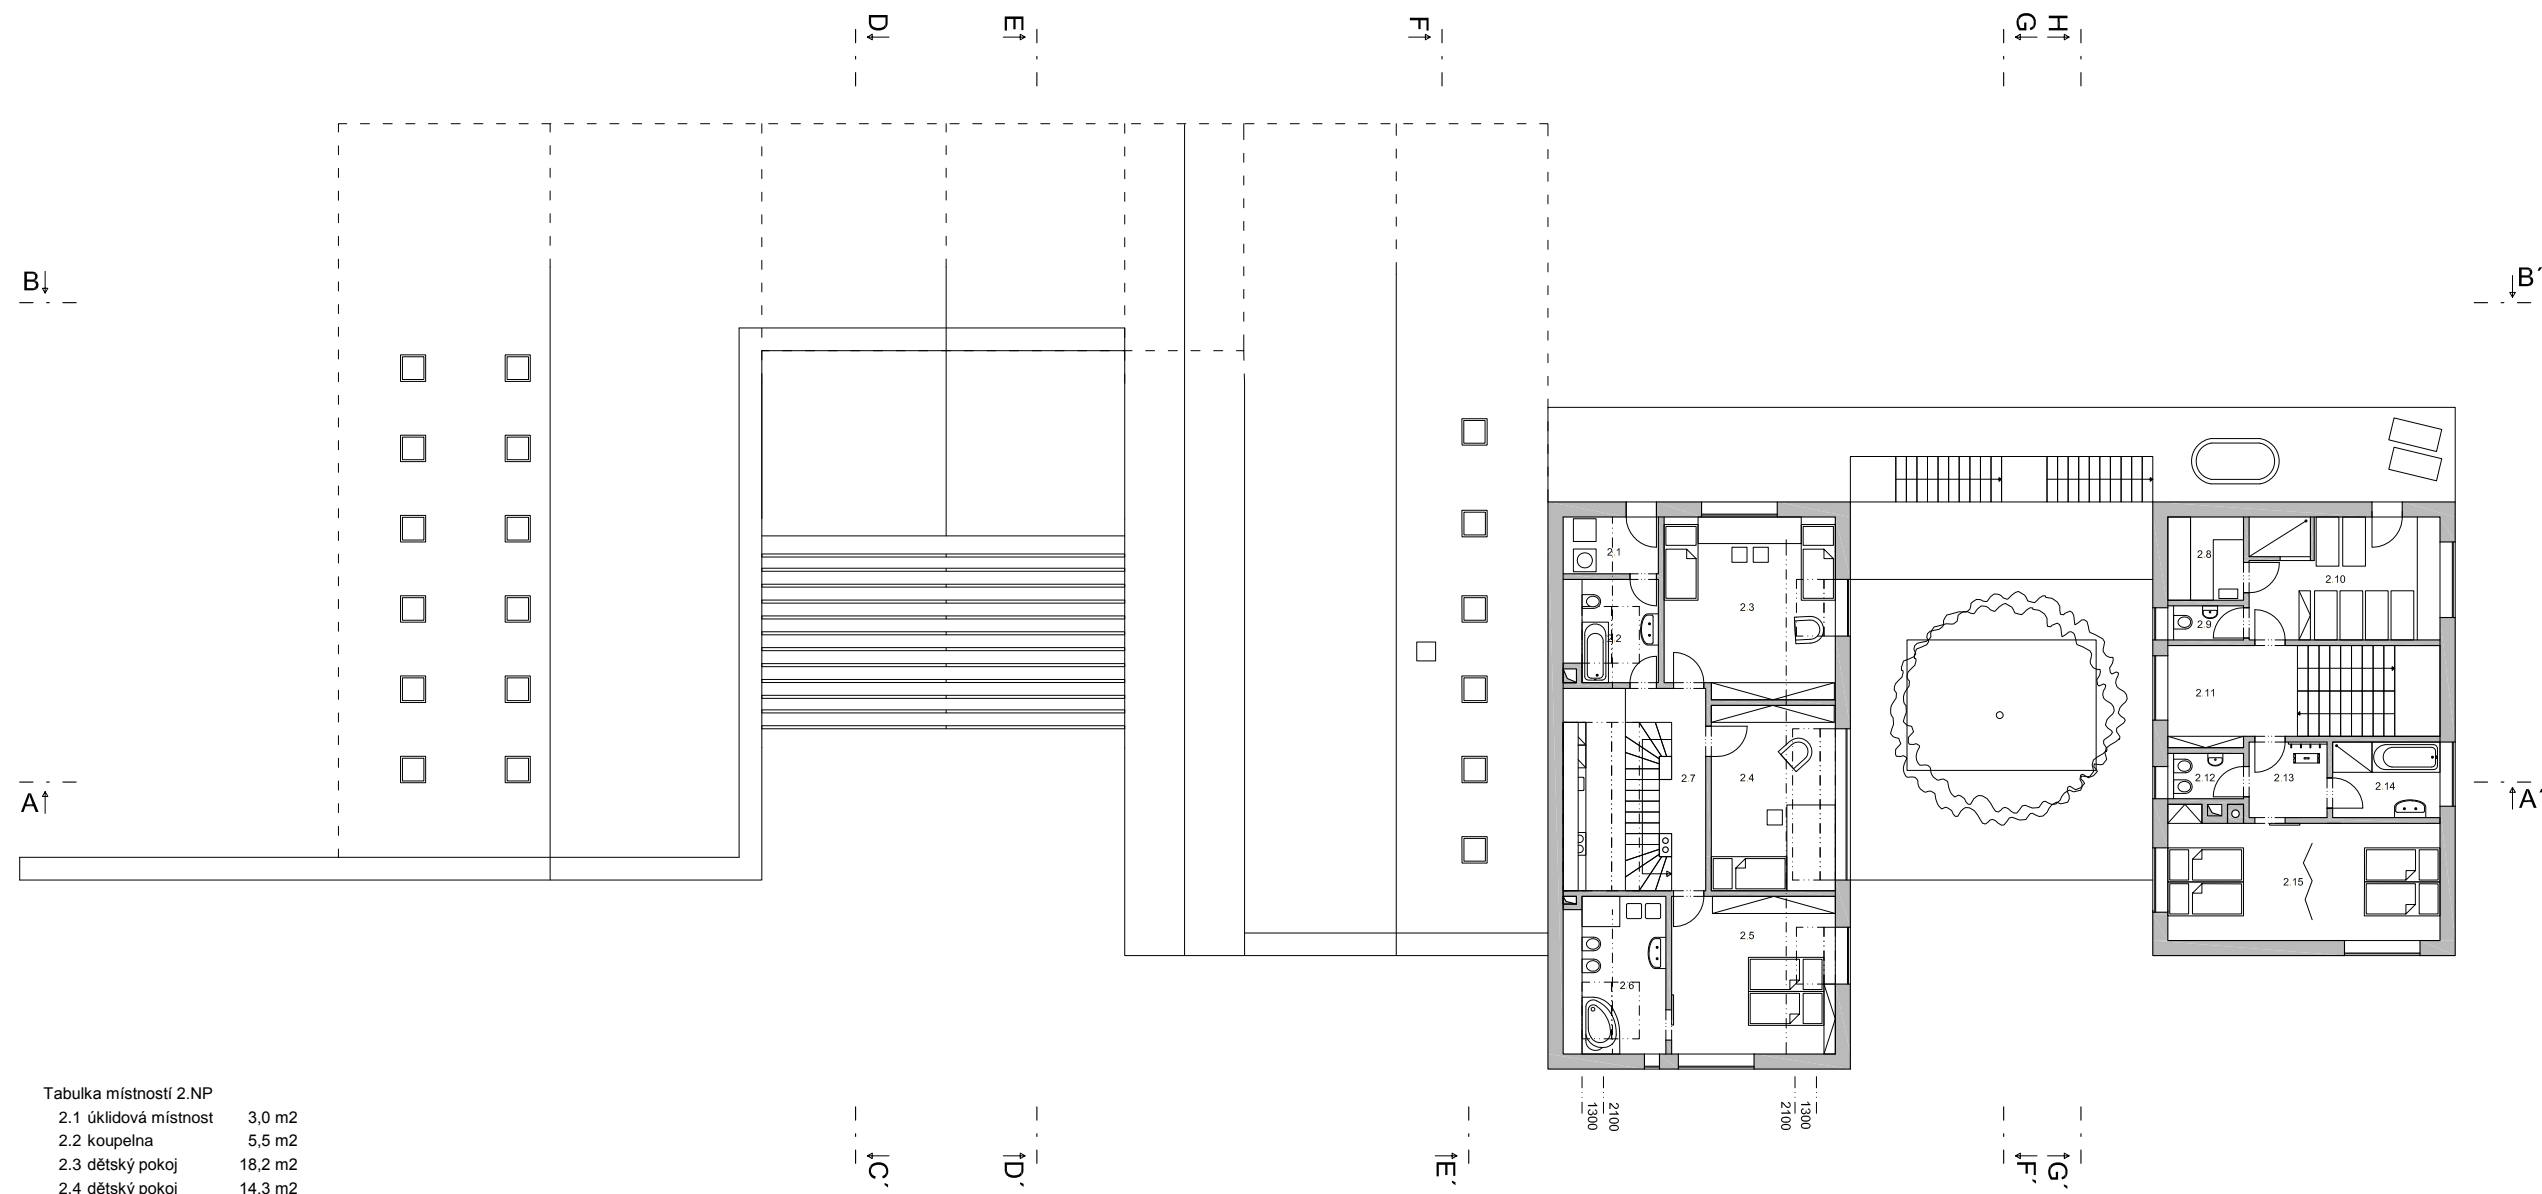 D E F G H
B B´
2.1 2.3 2.8 2.10
2.2 2.9
2.11
2.7 2.4 2.12 2.13 2.14
A A´
2.5 2.15
2.6
1300 2100 2100 1300
Tabulka místností 2.NP
2.1 úklidová místnost 3,0 m2
2.2 koupelna 5,5 m2
2.3 dětský pokoj 18,2 m2
2.4 dětský pokoj 14,3 m2
C´ D´ E´ F´ G´